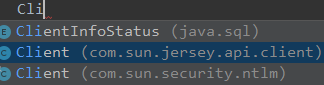 Cli
E ClientInfoStatus (java.sql)
C Client (com.sun.jersey.api.client)
C Client (com.sun.security.ntlm)